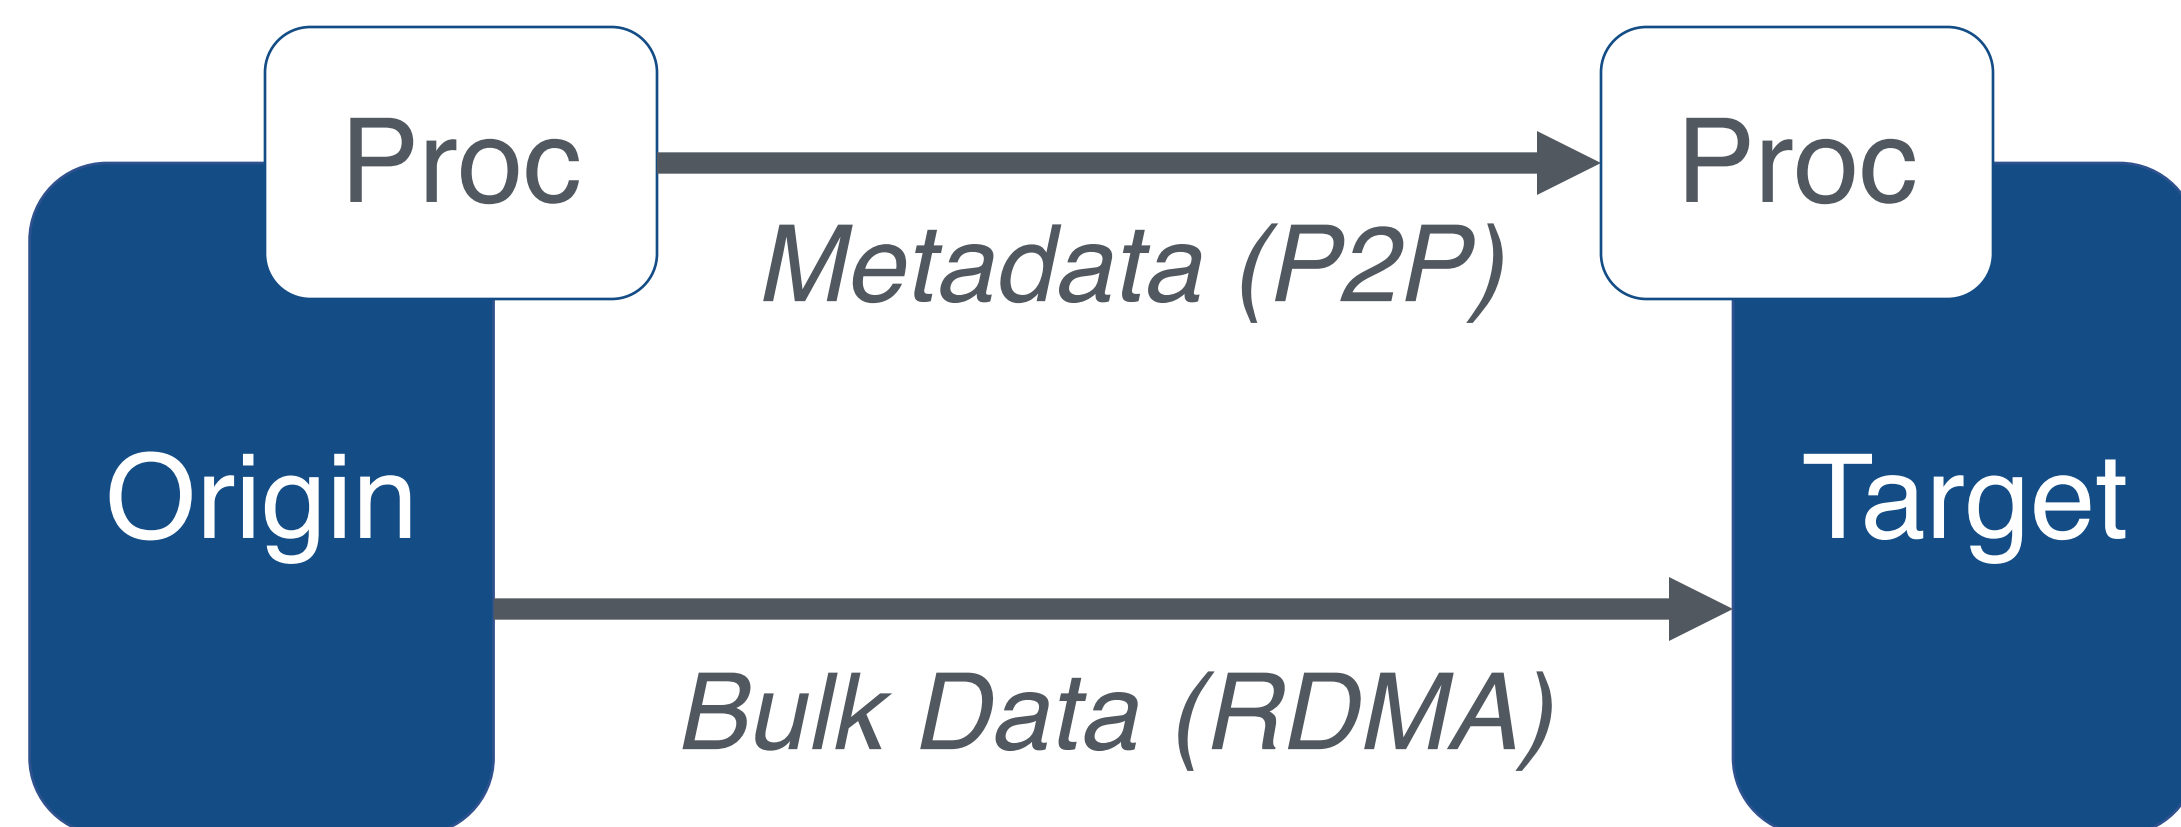 Proc
Proc
Metadata (P2P)
Origin
Target
Bulk Data (RDMA)